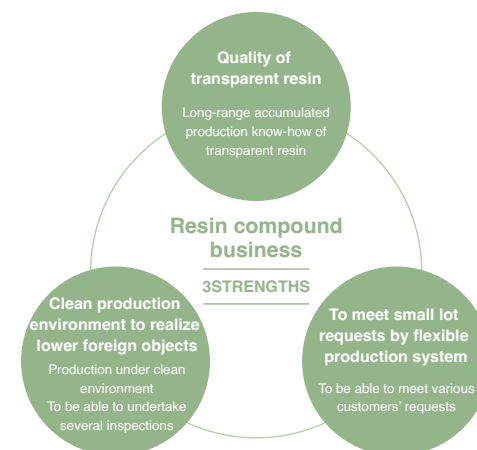 Quality of
transparent resin
Long-range accumulated
production know-how of
transparent resin
Resin compound
business
3STRENGTHS
Clean production
environment to realize
lower foreign objects
Production under clean
environment
To be able to undertake
several inspections
To meet small lot
requests by flexible
production system
To be able to meet various
customers’ requests